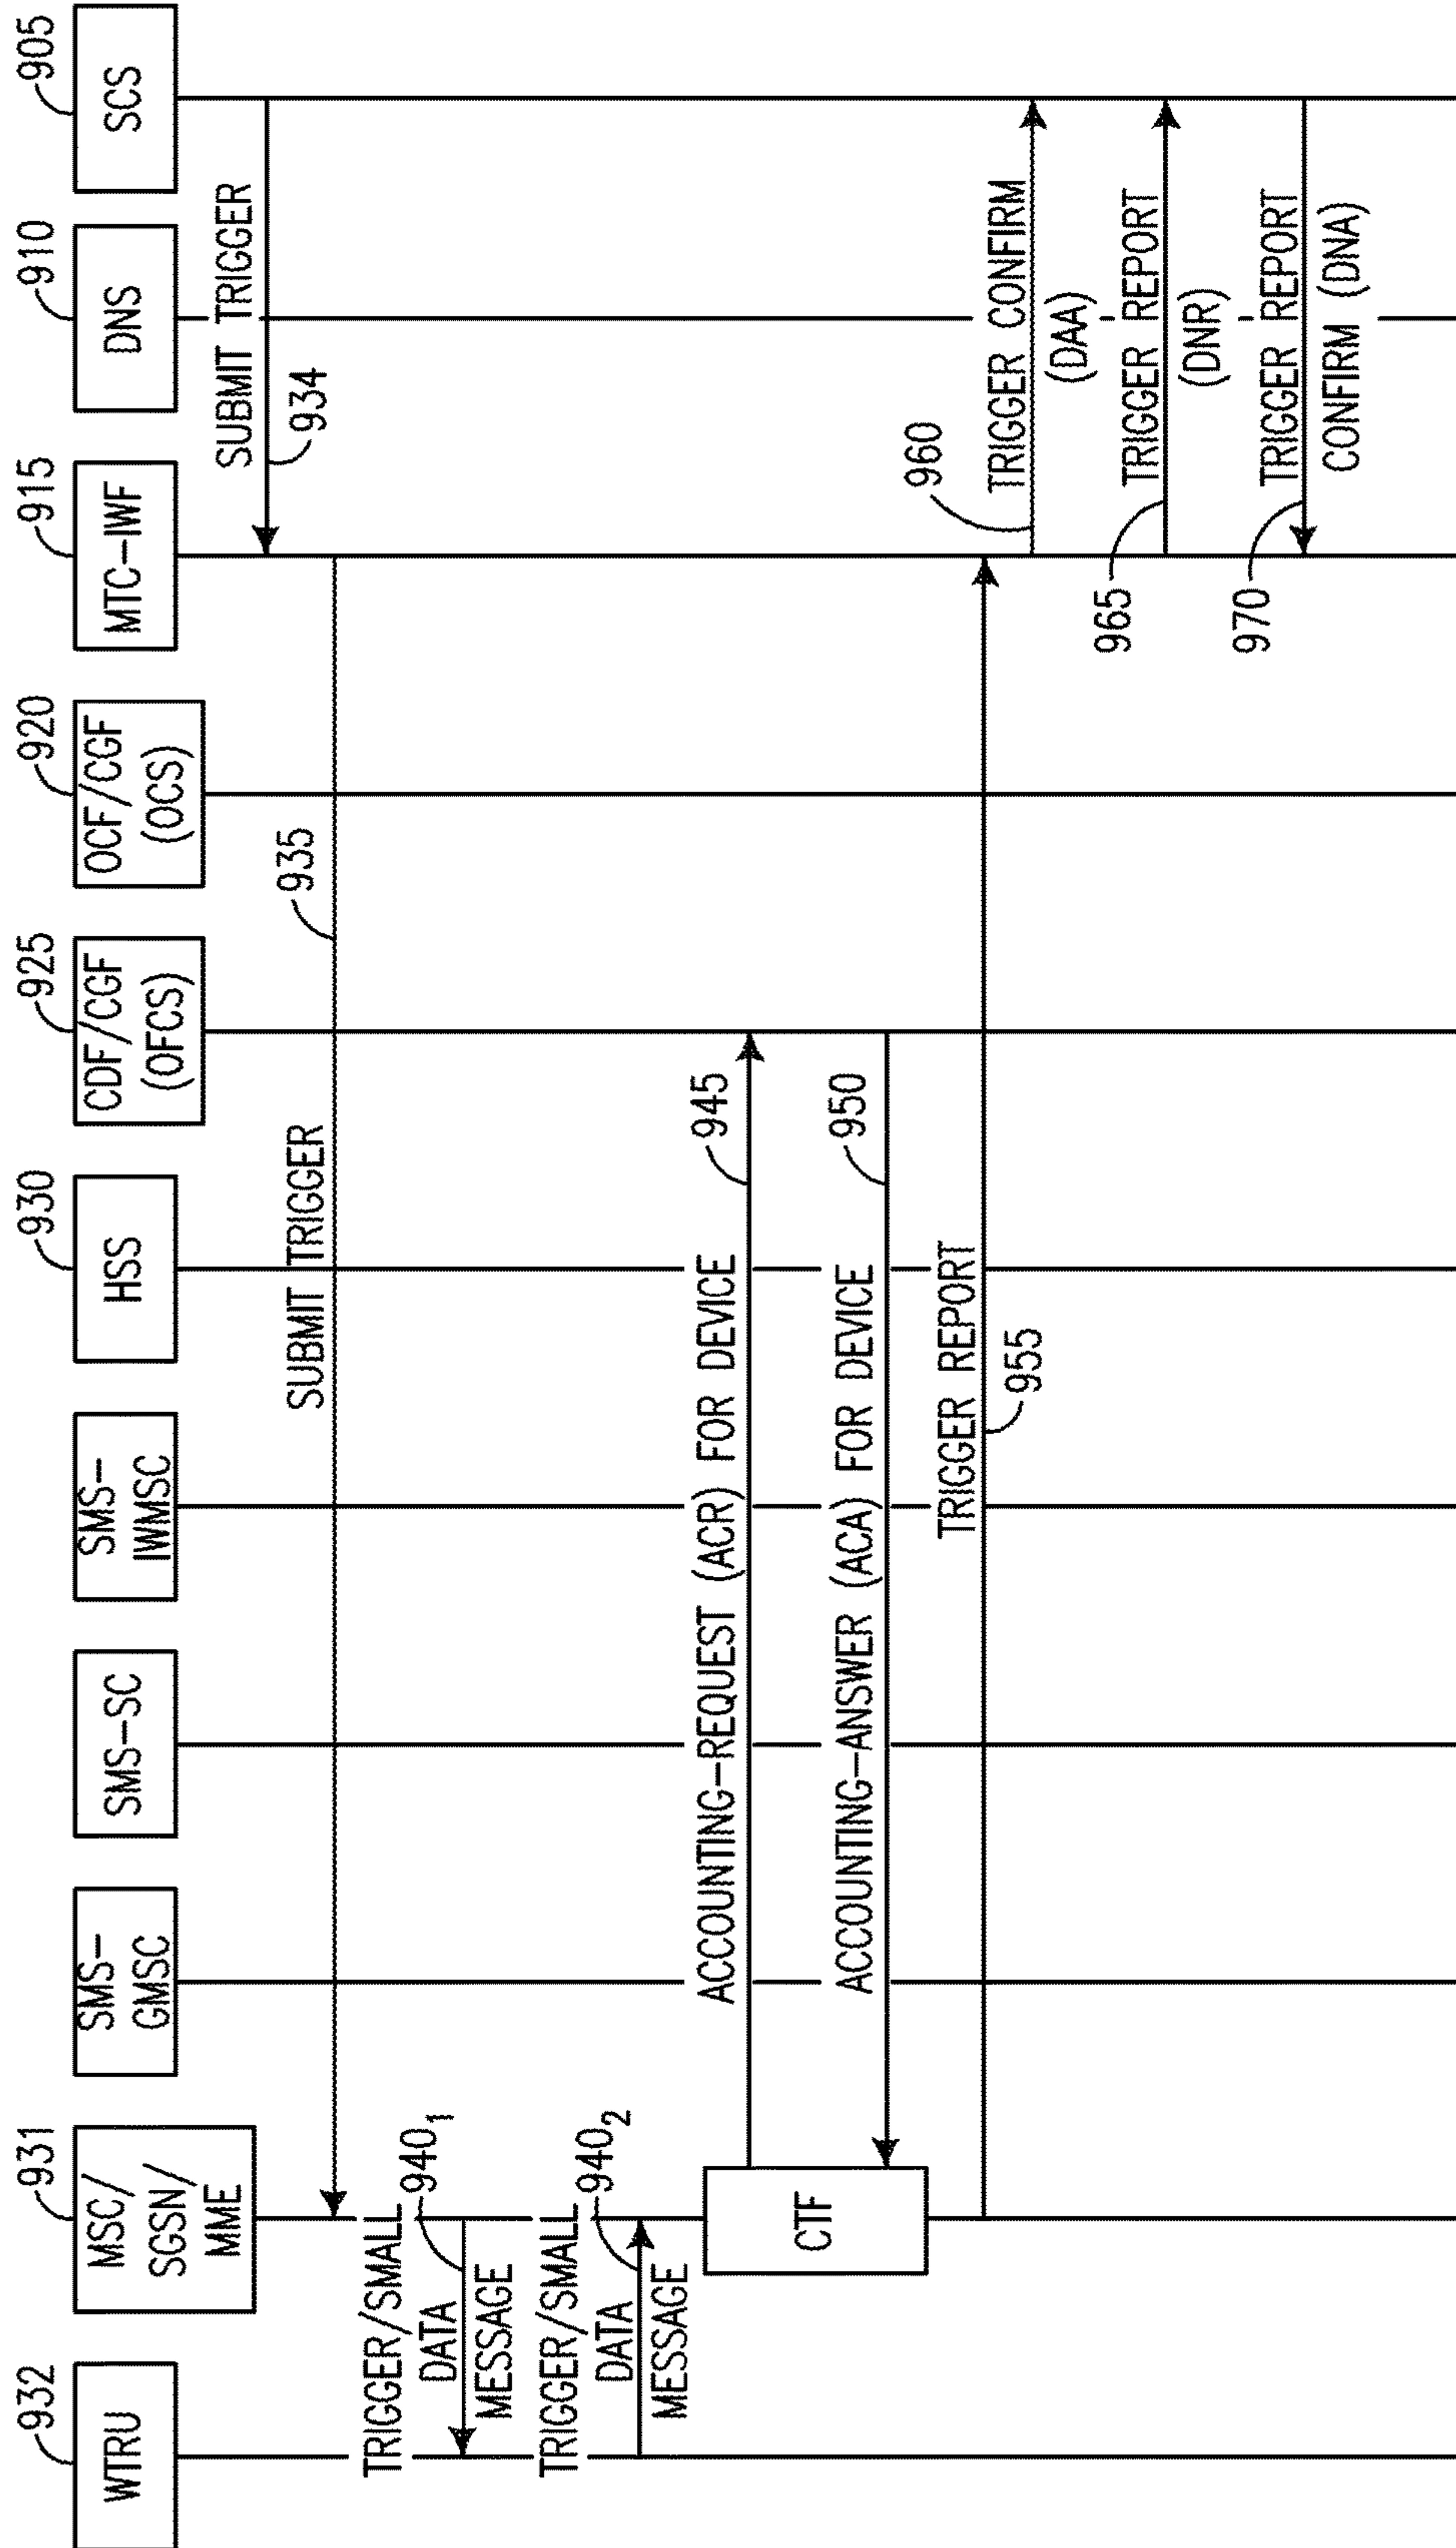 932
WTRU
931
MSC/
SGSN/
MME
SMS-
GMSC
SMS-SC
SMS-
IWMSC
930
HSS
925
CDF/CGF
(OFCS)
920
OCF/CGF
(OCS)
915
MTC-IWF
910
DNS
905
SCS
SUBMIT TRIGGER
934
SUBMIT TRIGGER
935
TRIGGER/SMALL
DATA
MESSAGE
940₁
TRIGGER/SMALL
DATA
MESSAGE
940₂
CTF
ACCOUNTING-REQUEST (ACR) FOR DEVICE
945
ACCOUNTING-ANSWER (ACA) FOR DEVICE
950
TRIGGER REPORT
955
960
TRIGGER CONFIRM
(DAA)
965
TRIGGER REPORT
(DNR)
970
TRIGGER REPORT
CONFIRM (DNA)